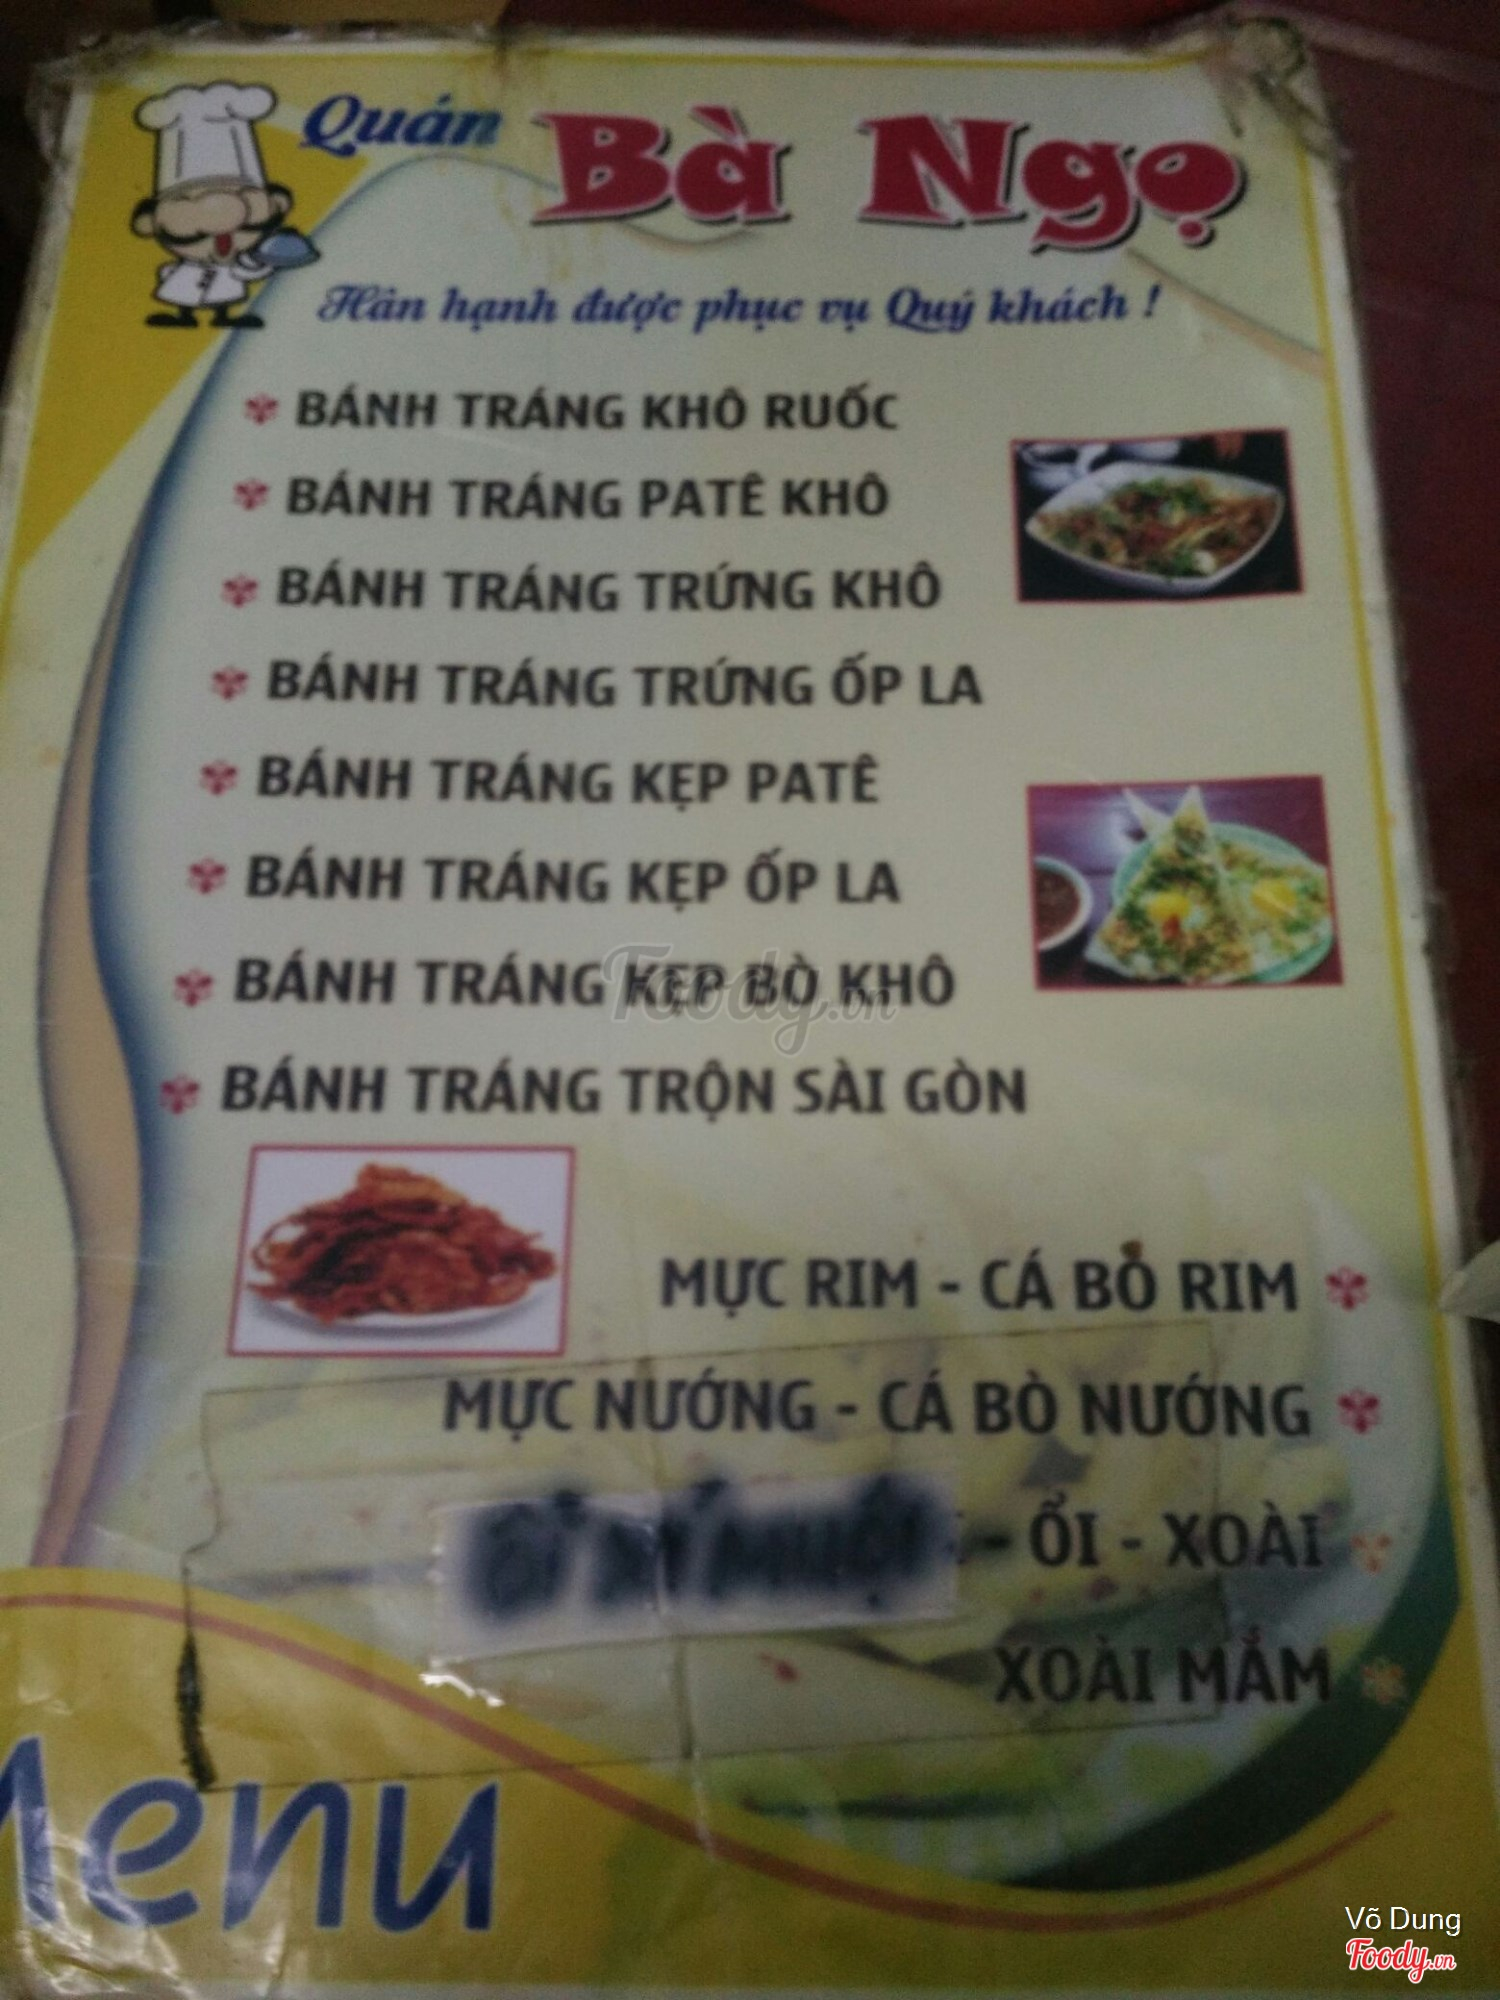 Quán Bà Ngọ
Hân hạnh được phục vụ Quý khách !
BÁNH TRÁNG KHÔ RUỐC
BÁNH TRÁNG PATÊ KHÔ
BÁNH TRÁNG TRỨNG KHÔ
BÁNH TRÁNG TRỨNG ỐP LA
BÁNH TRÁNG KẸP PATÊ
BÁNH TRÁNG KẸP ỐP LA
BÁNH TRÁNG KẸP BÒ KHÔ
Foody.vn
BÁNH TRÁNG TRỘN SÀI GÒN
MỰC RIM - CÁ BÒ RIM
MỰC NƯỚNG - CÁ BÒ NƯỚNG
- ỔI - XOÀI
XOÀI MẮM
Menu
Võ Dung
Foody.vn